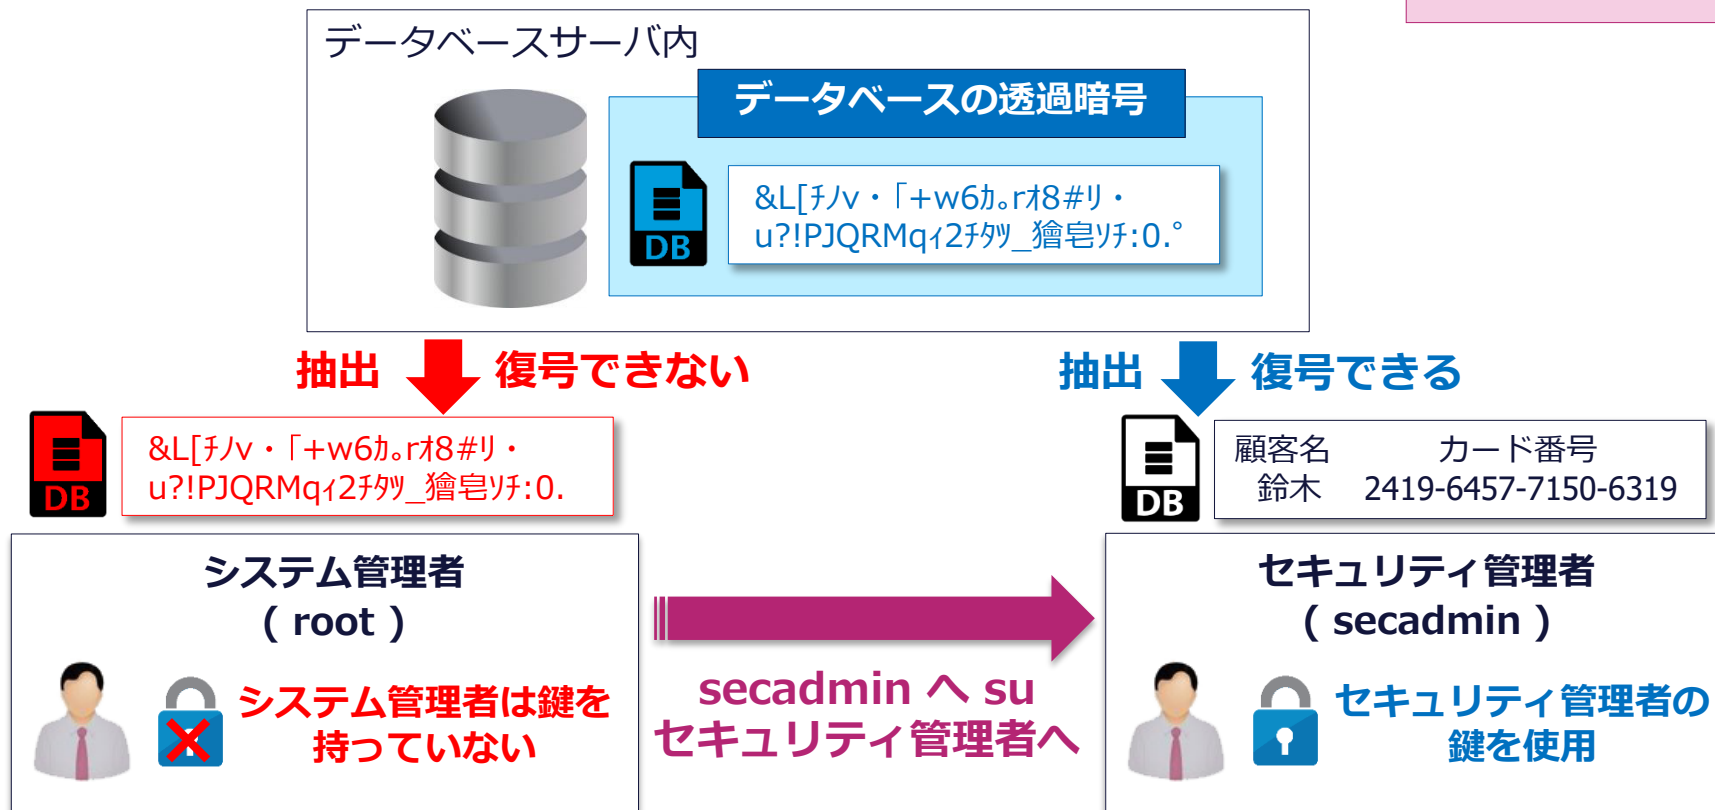 データベースサーバ内
データベースの透過暗号
DB
&L[ﾁﾉv・｢+w6ｶ｡rｵ8#ﾘ・
u?!PJQRMqｨ2ﾁﾀﾂ_獪皀ｿﾁ:0.ﾟ
抽出 復号できない
抽出 復号できる
DB
&L[ﾁﾉv・｢+w6ｶ｡rｵ8#ﾘ・
u?!PJQRMqｨ2ﾁﾀﾂ_獪皀ｿﾁ:0.
DB
顧客名 カード番号
鈴木 2419-6457-7150-6319
システム管理者
( root )
システム管理者は鍵を
持っていない
secadmin へ su
セキュリティ管理者へ
セキュリティ管理者
( secadmin )
セキュリティ管理者の
鍵を使用